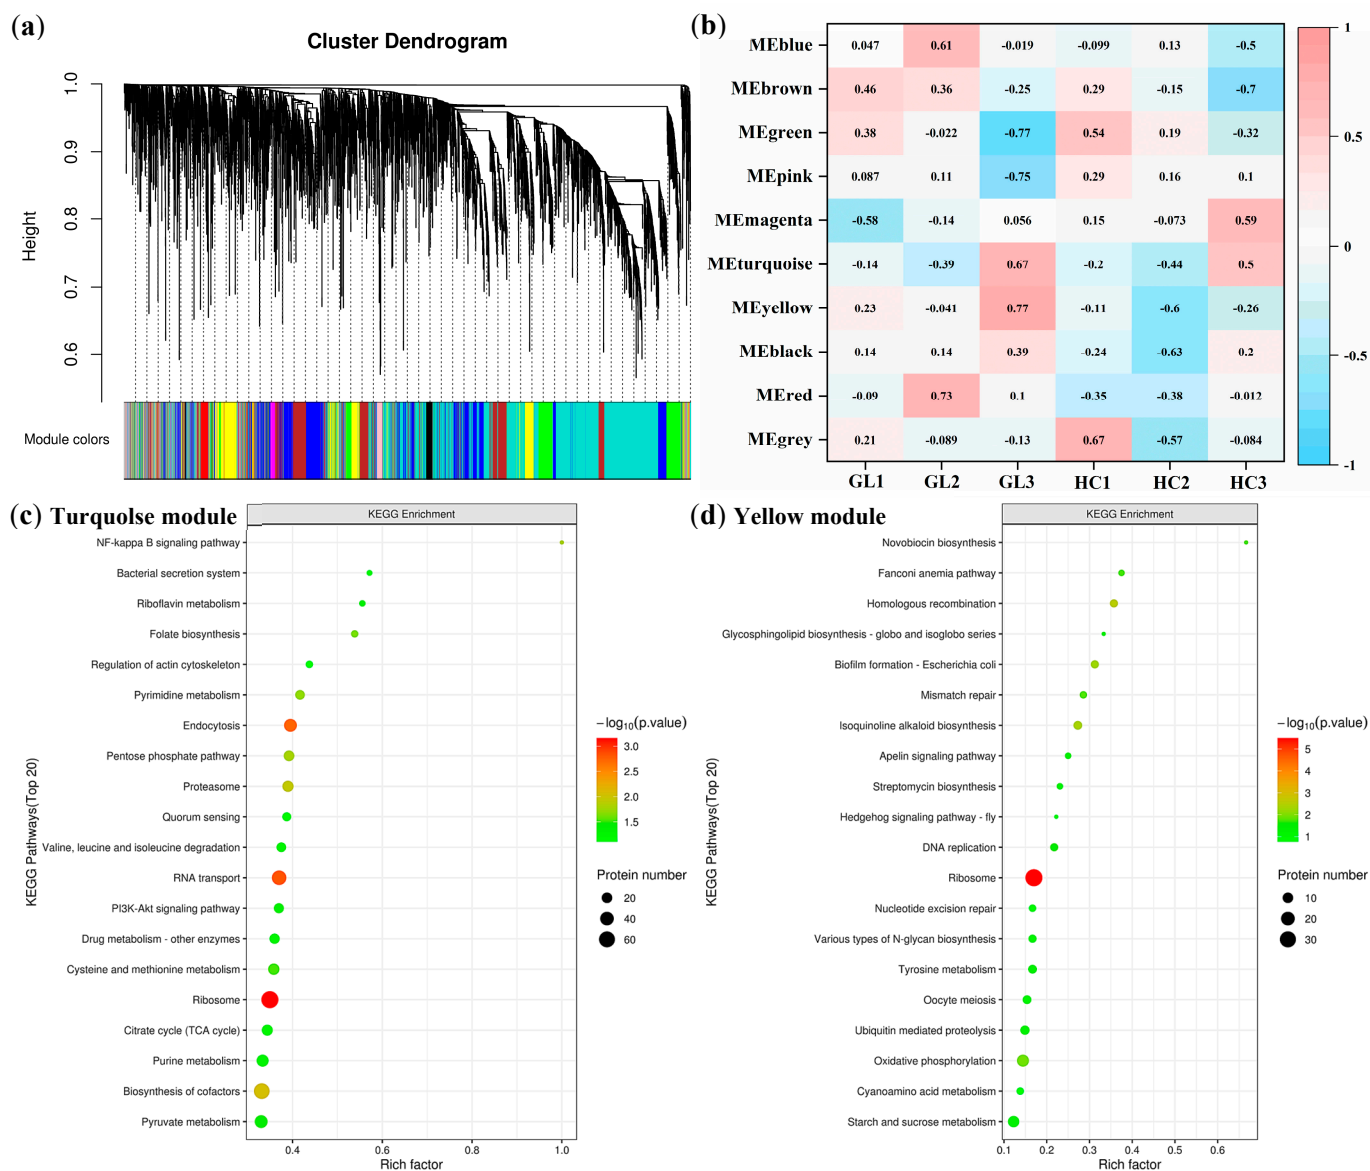 (a)
Cluster Dendrogram
Height
1.0
0.9
0.8
0.7
0.6
Module colors
(b)
MEblue 0.047 0.61 -0.019 -0.099 0.13 -0.5
MEbrown 0.46 0.36 -0.25 0.29 -0.15 -0.7
MEgreen 0.38 -0.022 -0.77 0.54 0.19 -0.32
MEpink 0.087 0.11 -0.75 0.29 0.16 0.1
MEmagenta -0.58 -0.14 0.056 0.15 -0.073 0.59
MEturquoise -0.14 -0.39 0.67 -0.2 -0.44 0.5
MEyellow 0.23 -0.041 0.77 -0.11 -0.6 -0.26
MEblack 0.14 0.14 0.39 -0.24 -0.63 0.2
MEred -0.09 0.73 0.1 -0.35 -0.38 -0.012
MEgrey 0.21 -0.089 -0.13 0.67 -0.57 -0.084
GL1 GL2 GL3 HC1 HC2 HC3
1
0.5
0
-0.5
-1
(c) Turquolse module
KEGG Enrichment
KEGG Pathways(Top 20)
NF-kappa B signaling pathway
Bacterial secretion system
Riboflavin metabolism
Folate biosynthesis
Regulation of actin cytoskeleton
Pyrimidine metabolism
Endocytosis
Pentose phosphate pathway
Proteasome
Quorum sensing
Valine, leucine and isoleucine degradation
RNA transport
PI3K-Akt signaling pathway
Drug metabolism - other enzymes
Cysteine and methionine metabolism
Ribosome
Citrate cycle (TCA cycle)
Purine metabolism
Biosynthesis of cofactors
Pyruvate metabolism
0.4 0.6 0.8 1.0
Rich factor
−log10(p.value)
3.0
2.5
2.0
1.5
Protein number
20
40
60
(d) Yellow module
KEGG Enrichment
KEGG Pathways(Top 20)
Novobiocin biosynthesis
Fanconi anemia pathway
Homologous recombination
Glycosphingolipid biosynthesis - globo and isoglobo series
Biofilm formation - Escherichia coli
Mismatch repair
Isoquinoline alkaloid biosynthesis
Apelin signaling pathway
Streptomycin biosynthesis
Hedgehog signaling pathway - fly
DNA replication
Ribosome
Nucleotide excision repair
Various types of N-glycan biosynthesis
Tyrosine metabolism
Oocyte meiosis
Ubiquitin mediated proteolysis
Oxidative phosphorylation
Cyanoamino acid metabolism
Starch and sucrose metabolism
0.1 0.2 0.3 0.4 0.5 0.6
Rich factor
−log10(p.value)
5
4
3
2
1
Protein number
10
20
30